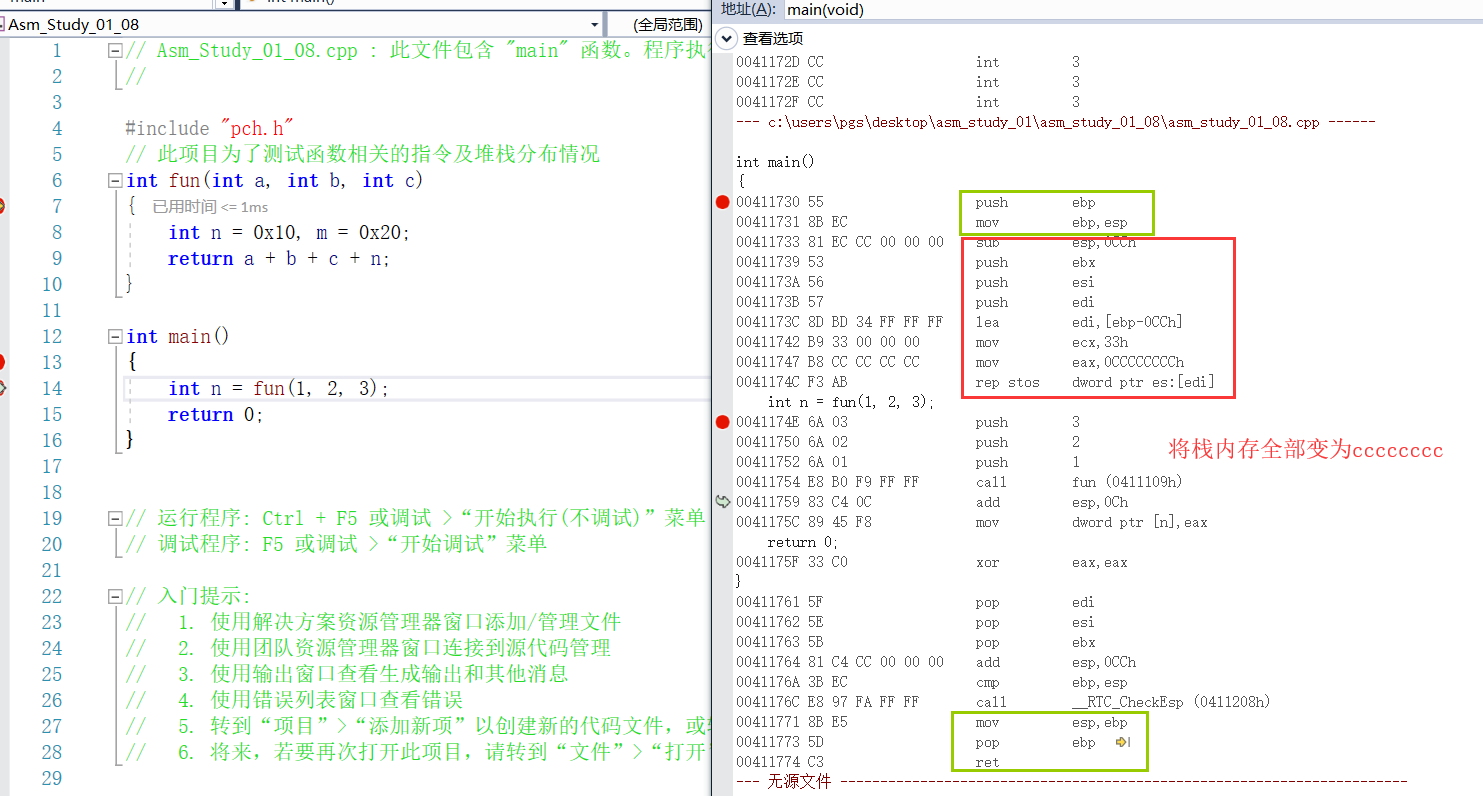 Asm_Study_01_08
(全局范围)
1 // Asm_Study_01_08.cpp : 此文件包含 "main" 函数。程序执
2 //
3
4 #include "pch.h"
5 // 此项目为了测试函数相关的指令及堆栈分布情况
6 int fun(int a, int b, int c)
7 { 已用时间 <= 1ms
8 int n = 0x10, m = 0x20;
9 return a + b + c + n;
10 }
11
12 int main()
13 {
14 int n = fun(1, 2, 3);
15 return 0;
16 }
17
18
19 // 运行程序: Ctrl + F5 或调试 >“开始执行(不调试)”菜单
20 // 调试程序: F5 或调试 >“开始调试”菜单
21
22 // 入门提示:
23 // 1. 使用解决方案资源管理器窗口添加/管理文件
24 // 2. 使用团队资源管理器窗口连接到源代码管理
25 // 3. 使用输出窗口查看生成输出和其他消息
26 // 4. 使用错误列表窗口查看错误
27 // 5. 转到“项目”>“添加新项”以创建新的代码文件，或
28 // 6. 将来，若要再次打开此项目，请转到“文件”>“打开
29
地址(A): main(void)
查看选项
0041172D CC int 3
0041172E CC int 3
0041172F CC int 3
--- c:\users\pgs\desktop\asm_study_01\asm_study_01_08\asm_study_01_08.cpp ------
int main()
{
00411730 55 push ebp
00411731 8B EC mov ebp,esp
00411733 81 EC CC 00 00 00 sub esp,0CCh
00411739 53 push ebx
0041173A 56 push esi
0041173B 57 push edi
0041173C 8D BD 34 FF FF FF lea edi,[ebp-0CCh]
00411742 B9 33 00 00 00 mov ecx,33h
00411747 B8 CC CC CC CC mov eax,0CCCCCCCCh
0041174C F3 AB rep stos dword ptr es:[edi]
int n = fun(1, 2, 3);
0041174E 6A 03 push 3
00411750 6A 02 push 2
将栈内存全部变为cccccccc
00411752 6A 01 push 1
00411754 E8 B0 F9 FF FF call fun (0411109h)
00411759 83 C4 0C add esp,0Ch
0041175C 89 45 F8 mov dword ptr [n],eax
return 0;
0041175F 33 C0 xor eax,eax
}
00411761 5F pop edi
00411762 5E pop esi
00411763 5B pop ebx
00411764 81 C4 CC 00 00 00 add esp,0CCh
0041176A 3B EC cmp ebp,esp
0041176C E8 97 FA FF FF call __RTC_CheckEsp (0411208h)
00411771 8B E5 mov esp,ebp
00411773 5D pop ebp
00411774 C3 ret
--- 无源文件 ------------------------------------------------------------------------